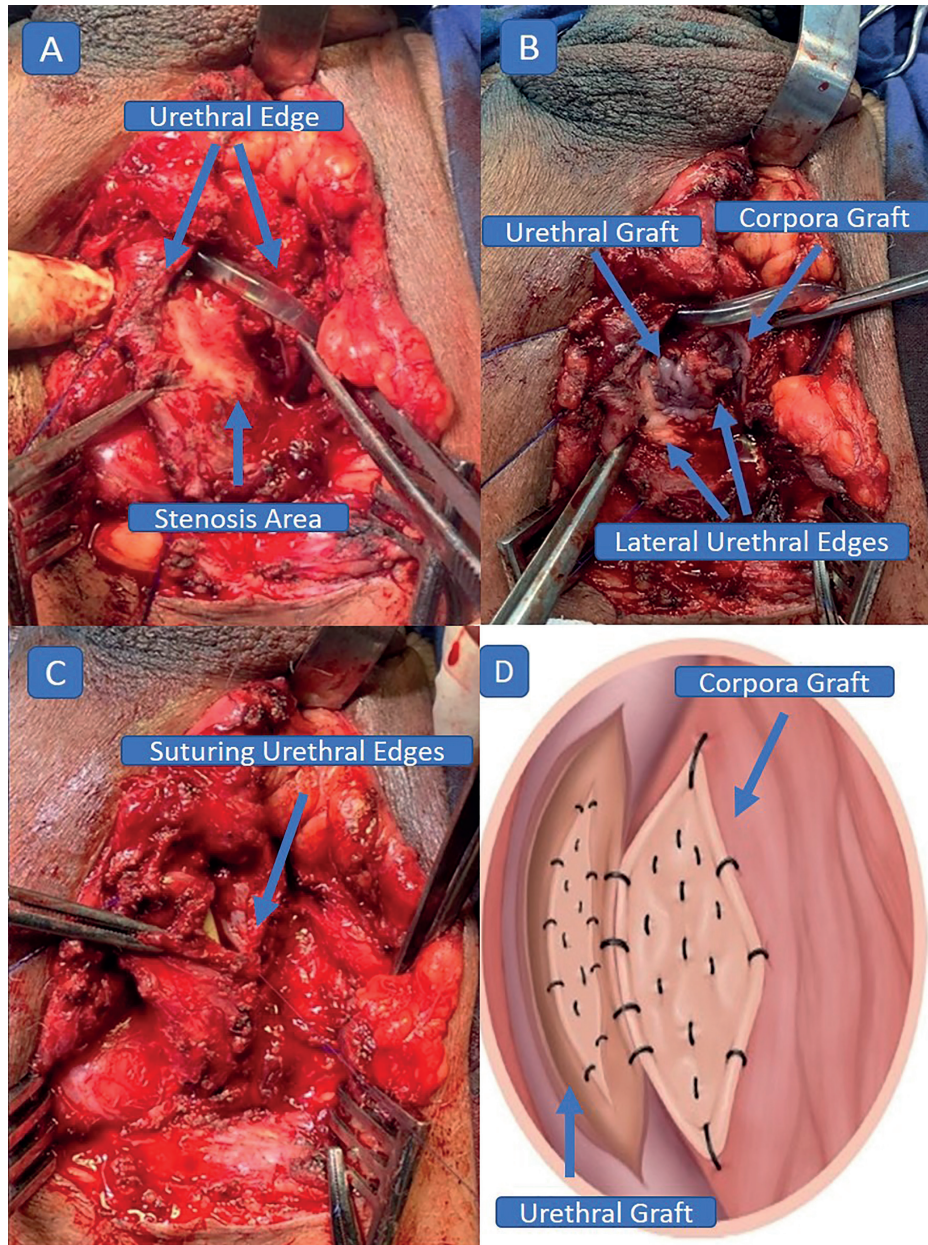 A
Urethral Edge
Stenosis Area
B
Urethral Graft
Corpora Graft
Lateral Urethral Edges
C
Suturing Urethral Edges
D
Corpora Graft
Urethral Graft